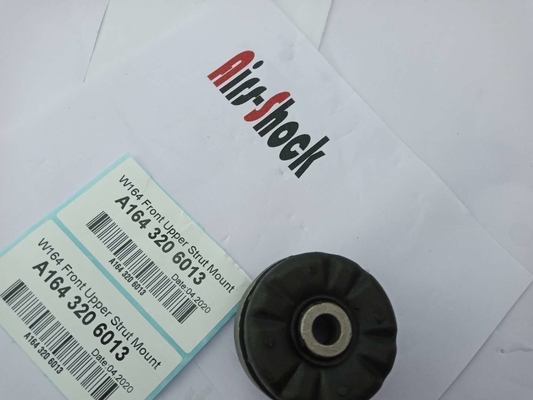 Airs-Shock
W164 Front Upper Strut Mount
A164 320 6013
A164 320 6013
Date:04.2020
W164 Front Upper Strut Mount
A164 320 6013
A164 320 6013
Date:04.2020